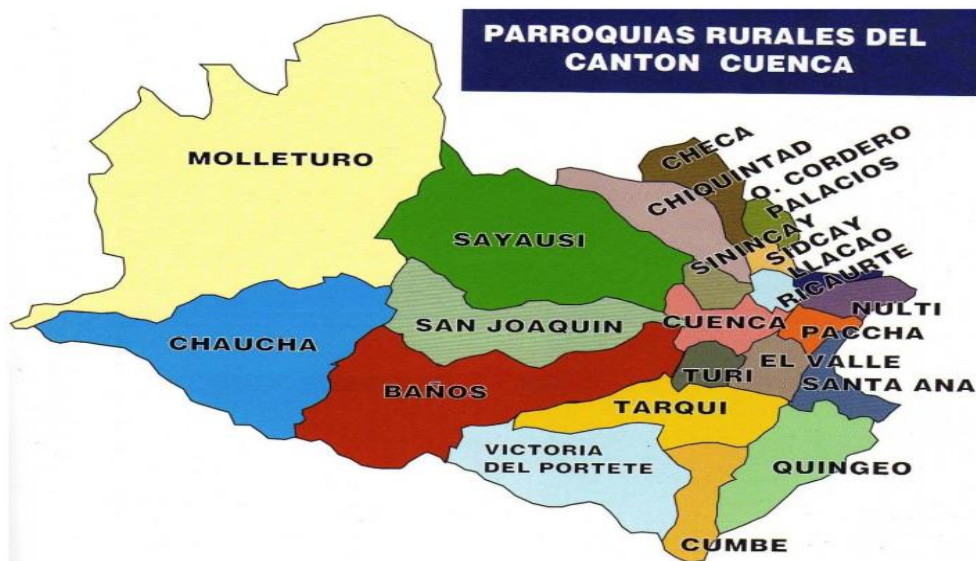 PARROQUIAS RURALES DEL
CANTON CUENCA
MOLLETURO
CHECA
CHIQUINTAD
O. CORDERO
PALACIOS
SAYAUSI
SININCAY
SIDCAY
LLACAO
RICAURTE
NULTI
CHAUCHA
SAN JOAQUIN
CUENCA
PACCHA
EL VALLE
TURI
SANTA ANA
BAÑOS
TARQUI
VICTORIA
DEL PORTETE
QUINGEO
CUMBE